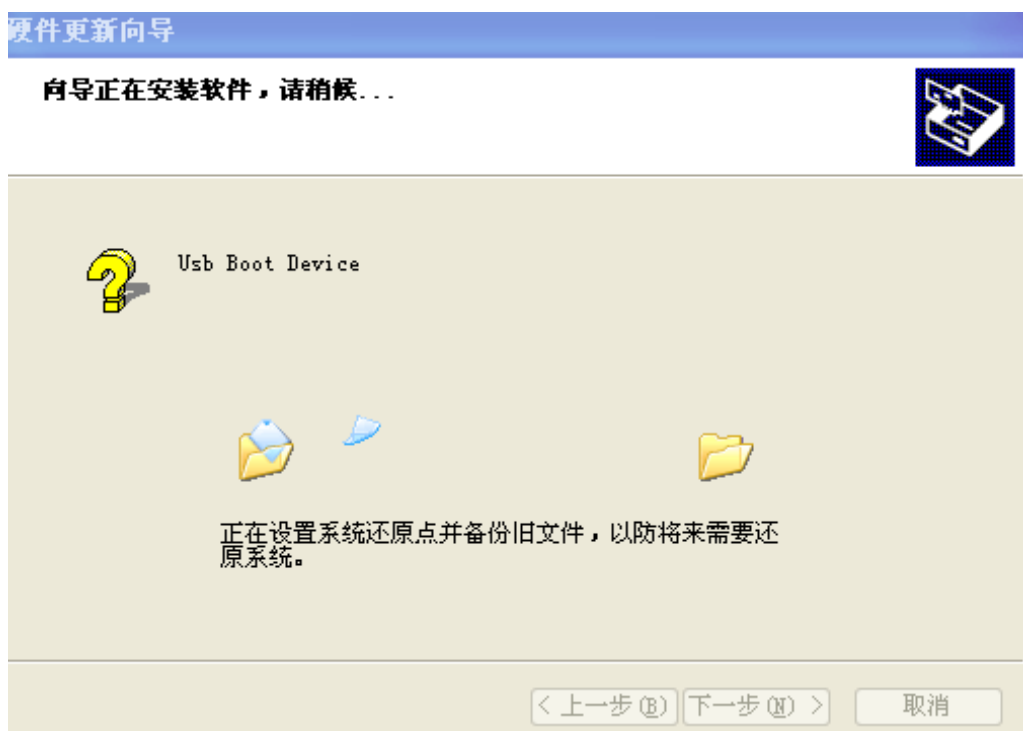 硬件更新向导
向导正在安装软件，请稍候...
Usb Boot Device
正在设置系统还原点并备份旧文件，以防将来需要还
原系统。
< 上一步(B) 下一步(N) > 取消